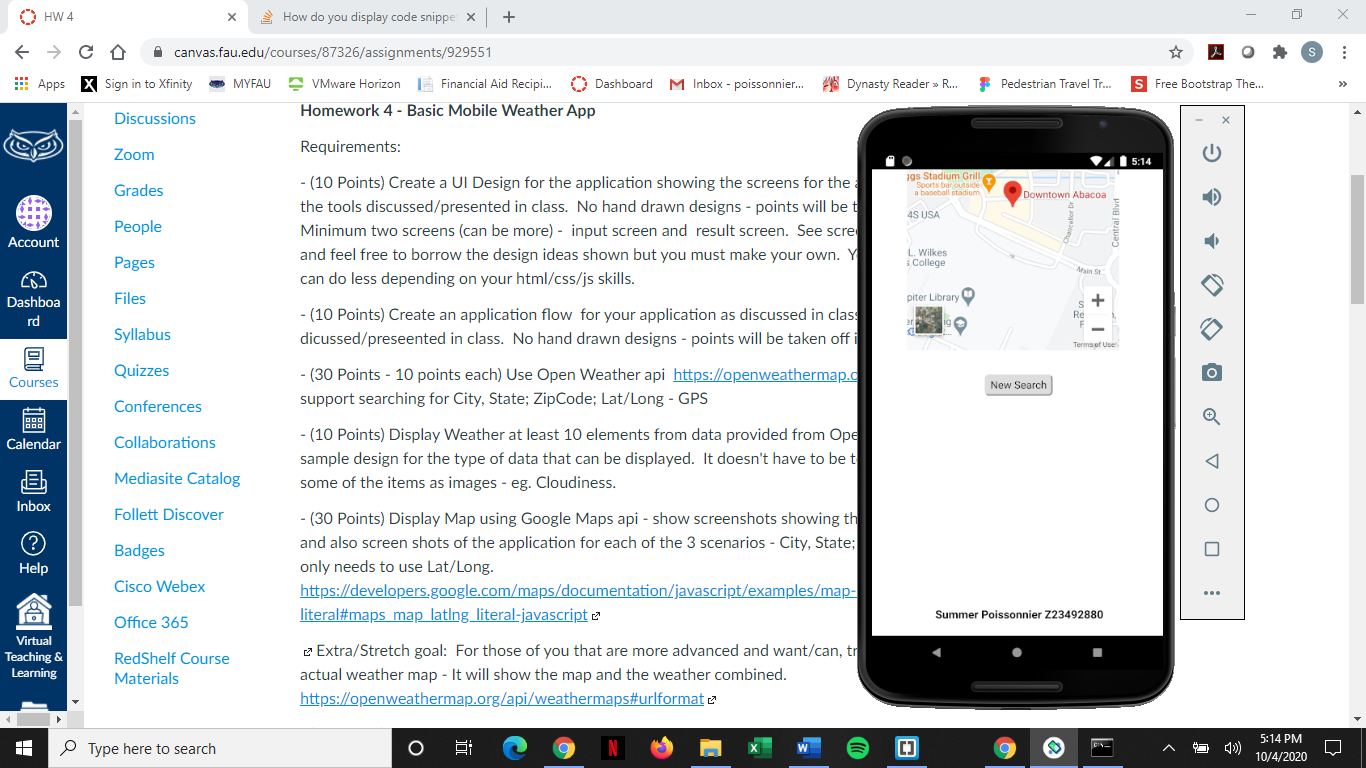 HW 4
How do you display code snippe
canvas.fau.edu/courses/87326/assignments/929551
S
Apps
Sign in to Xfinity
MYFAU
VMware Horizon
Financial Aid Recipi...
Dashboard
Inbox - poissonnier...
Dynasty Reader » R...
Pedestrian Travel Tr...
Free Bootstrap The...
»
Account
Dashboa
rd
Courses
Calendar
Inbox
Help
Virtual
Teaching &
Learning
Discussions
Zoom
Grades
People
Pages
Files
Syllabus
Quizzes
Conferences
Collaborations
Mediasite Catalog
Follett Discover
Badges
Cisco Webex
Office 365
RedShelf Course
Materials
Homework 4 - Basic Mobile Weather App
Requirements:
- (10 Points) Create a UI Design for the application showing the screens for the
the tools discussed/presented in class.  No hand drawn designs - points will be
Minimum two screens (can be more) -  input screen and  result screen.  See
and feel free to borrow the design ideas shown but you must make your own.
can do less depending on your html/css/js skills.
- (10 Points) Create an application flow  for your application as discussed in
dicussed/preseented in class.  No hand drawn designs - points will be taken off
- (30 Points - 10 points each) Use Open Weather api  https://openweathermap.o
support searching for City, State; ZipCode; Lat/Long - GPS
- (10 Points) Display Weather at least 10 elements from data provided from
sample design for the type of data that can be displayed.  It doesn't have to be
some of the items as images - eg. Cloudiness.
- (30 Points) Display Map using Google Maps api - show screenshots showing
and also screen shots of the application for each of the 3 scenarios - City, State;
only needs to use Lat/Long.
https://developers.google.com/maps/documentation/javascript/examples/map-
literal#maps_map_latlng_literal-javascript
Extra/Stretch goal:  For those of you that are more advanced and want/can,
actual weather map - It will show the map and the weather combined.
https://openweathermap.org/api/weathermaps#urlformat
5:14
ggs Stadium Grill
Sports bar outside
a baseball stadium
Downtown Abacoa
4S USA
Chancellor Dr
Central Blvd
L. Wilkes
College
Main St
piter Library
Terms of Use
New Search
Summer Poissonnier Z23492880
Type here to search
5:14 PM
10/4/2020